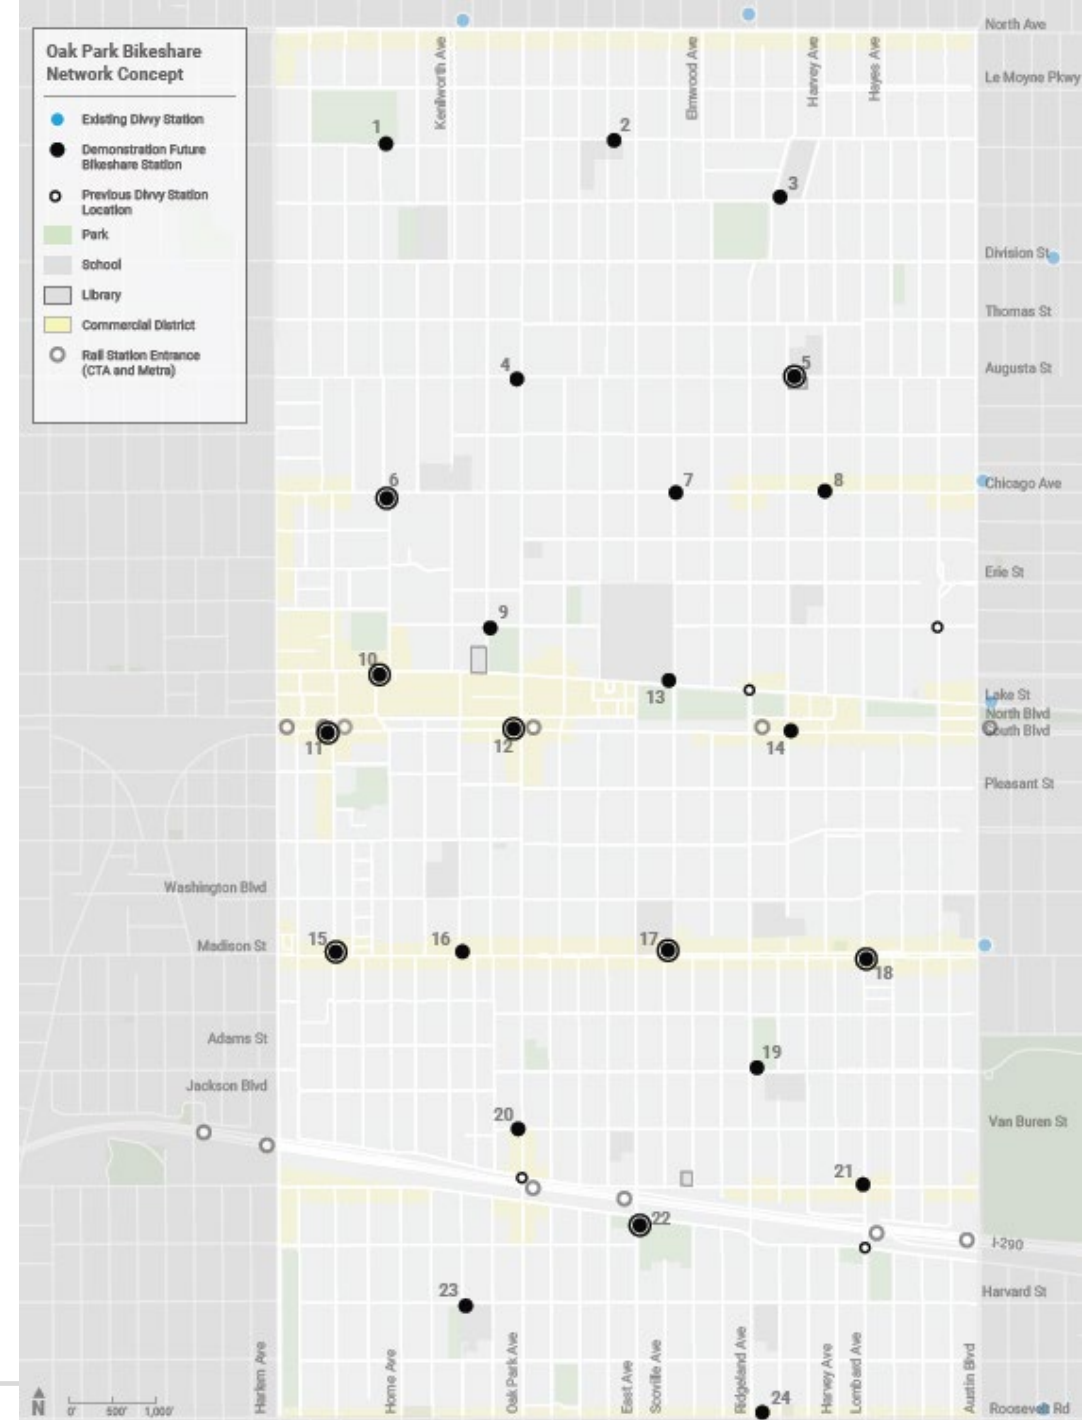 Oak Park Bikeshare
Network Concept
Existing Divvy Station
Demonstration Future
Bikeshare Station
Previous Divvy Station
Location
Park
School
Library
Commercial District
Rail Station Entrance
(CTA and Metra)
North Ave
Kenilworth Ave
Elmwood Ave
Harvey Ave
Hayes Ave
Le Moyne Pkwy
1
2
3
Division St
Thomas St
4
5
Augusta St
6
7
8
Chicago Ave
Erie St
9
10
13
Lake St
North Blvd
South Blvd
11
12
14
Pleasant St
Washington Blvd
Madison St
15
16
17
18
Adams St
19
Jackson Blvd
20
Van Buren St
21
22
I-290
23
Harvard St
Harlem Ave
Home Ave
Oak Park Ave
East Ave
Scoville Ave
Ridgeland Ave
Harvey Ave
Lombard Ave
Austin Blvd
24
Roosevelt Rd
N
0'
500'
1,000'